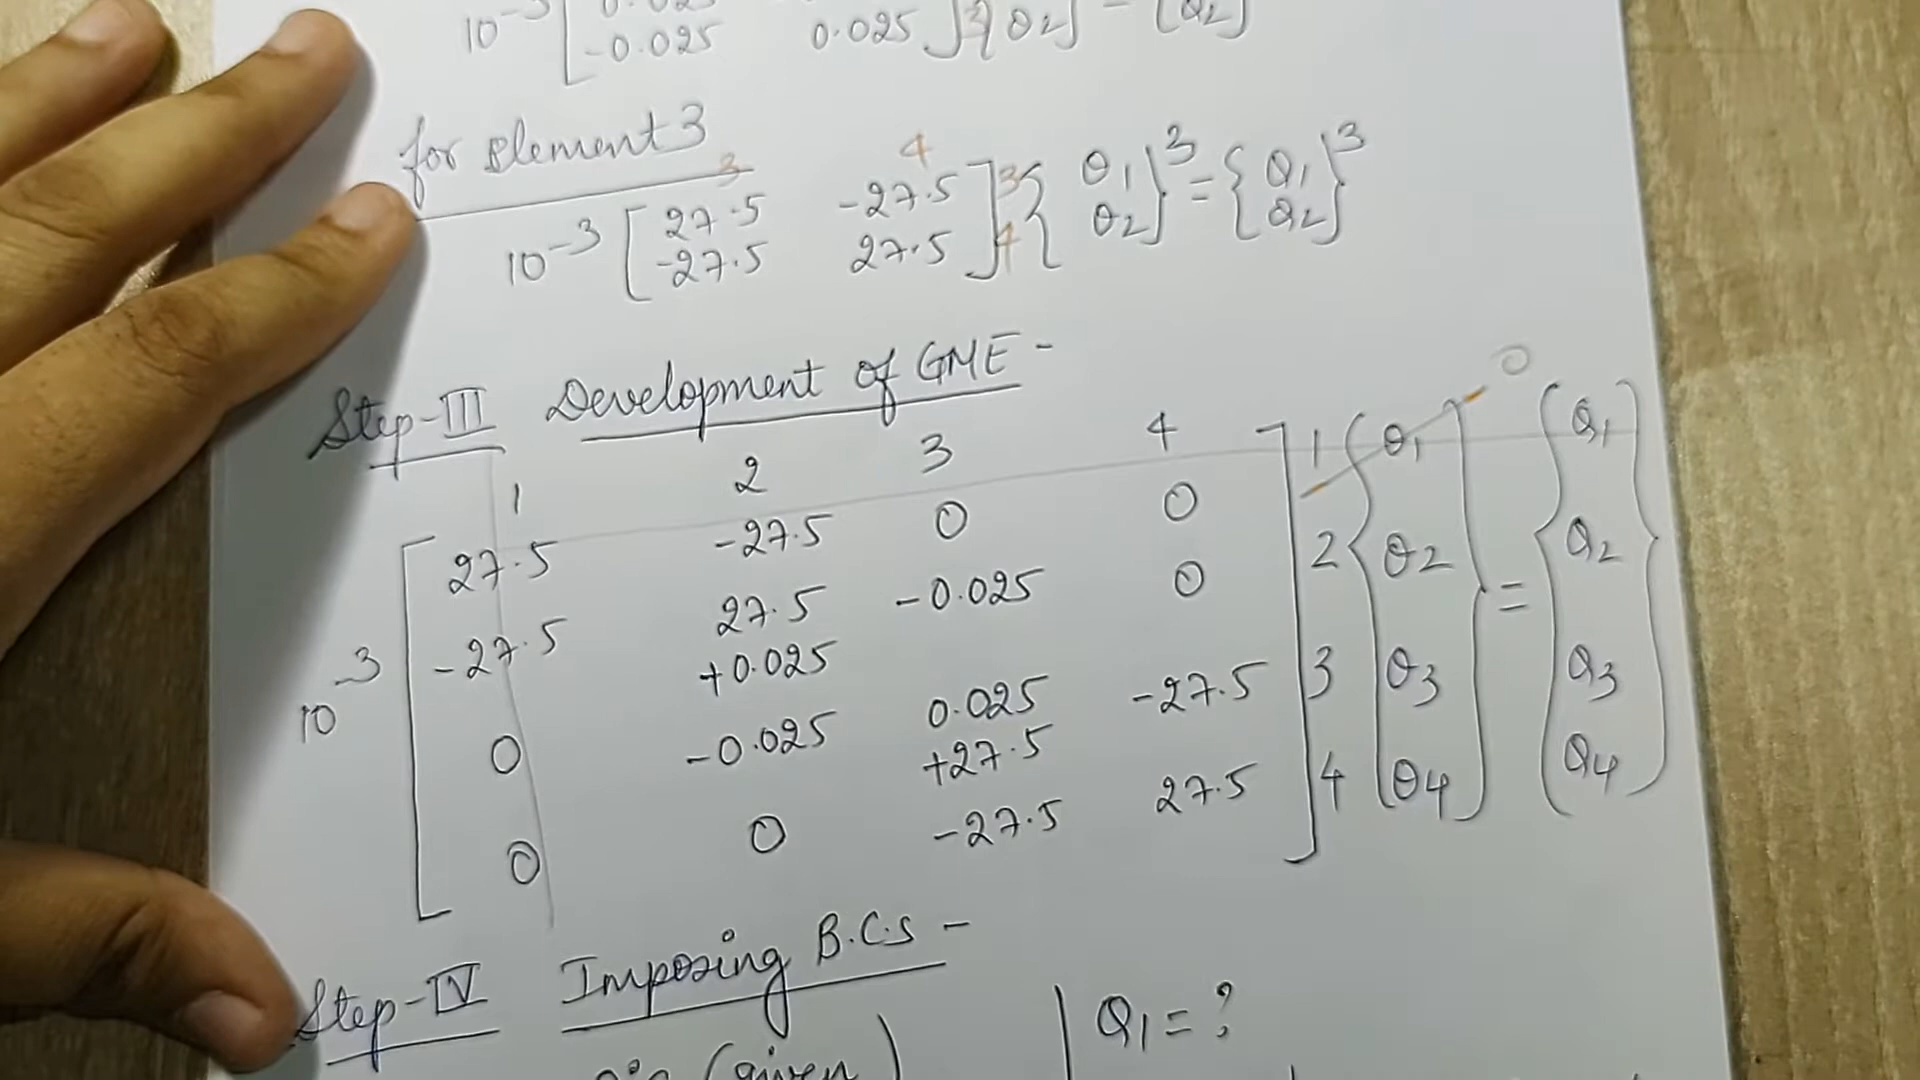 10⁻³ [ -0.025 0.025 ] { θ2 } = { Q2 }
for Element 3
3 4
10⁻³ [ 27.5 -27.5 ] 3 { θ1 }³ = { Q1 }³
[ -27.5 27.5 ] 4 { θ2 } { Q2 }
Step-III Development of GME -
0
1 2 3 4
27.5 -27.5 0 0 1 θ1 Q1
-27.5 27.5 -0.025 0 2 θ2 Q2
+0.025
10⁻³ =
0 -0.025 0.025 -27.5 3 θ3 Q3
+27.5
0 0 -27.5 27.5 4 θ4 Q4
Step-IV Imposing B.C.s -
(given) Q1 = ?